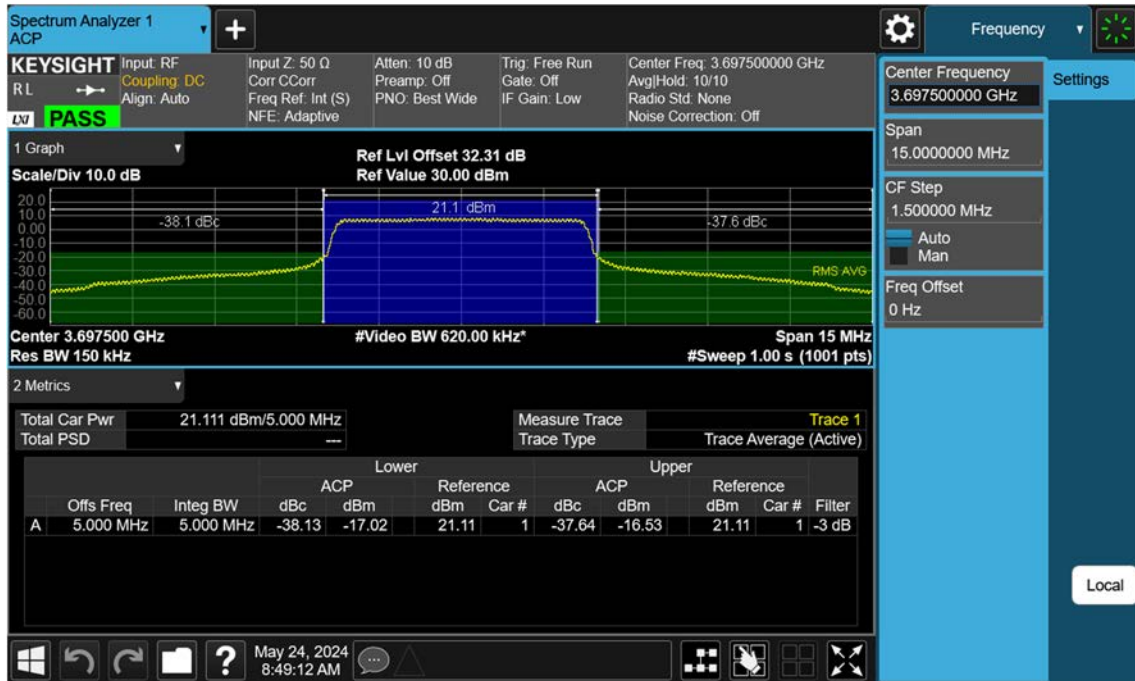 Spectrum Analyzer 1
ACP
+
Frequency
KEYSIGHT
R L
LXI
PASS
Input: RF
Coupling: DC
Align: Auto
Input Z: 50 Ω
Corr CCorr
Freq Ref: Int (S)
NFE: Adaptive
Atten: 10 dB
Preamp: Off
PNO: Best Wide
Trig: Free Run
Gate: Off
IF Gain: Low
Center Freq: 3.697500000 GHz
Avg|Hold: 10/10
Radio Std: None
Noise Correction: Off
Center Frequency
3.697500000 GHz
Settings
Span
15.0000000 MHz
CF Step
1.500000 MHz
Auto
Man
Freq Offset
0 Hz
1 Graph
Scale/Div 10.0 dB
Ref Lvl Offset 32.31 dB
Ref Value 30.00 dBm
20.0
10.0
0.00
-10.0
-20.0
-30.0
-40.0
-50.0
-60.0
-38.1 dBc
21.1 dBm
-37.6 dBc
RMS AVG
Center 3.697500 GHz #Video BW 620.00 kHz* Span 15 MHz
Res BW 150 kHz #Sweep 1.00 s (1001 pts)
2 Metrics
Total Car Pwr 21.111 dBm/5.000 MHz Measure Trace Trace 1
Total PSD --- Trace Type Trace Average (Active)
Lower Upper
ACP Reference ACP Reference
Offs Freq Integ BW dBc dBm dBm Car # dBc dBm dBm Car # Filter
A 5.000 MHz 5.000 MHz -38.13 -17.02 21.11 1 -37.64 -16.53 21.11 1 -3 dB
Local
?
May 24, 2024
8:49:12 AM